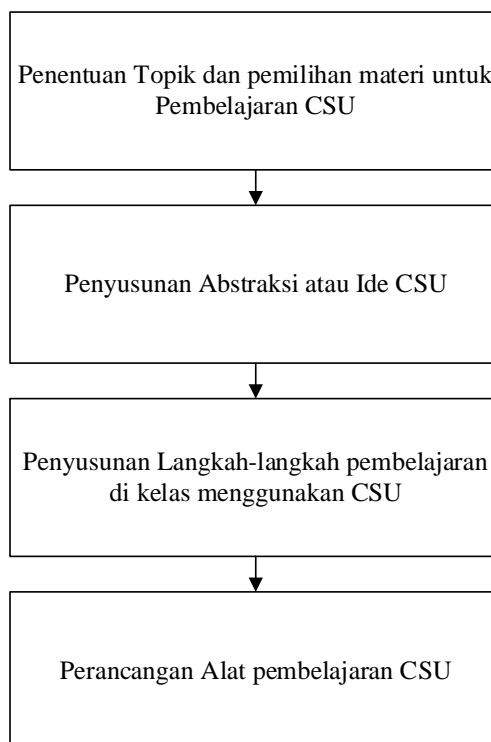 Penentuan Topik dan pemilihan materi untuk
Pembelajaran CSU
Penyusunan Abstraksi atau Ide CSU
Penyusunan Langkah-langkah pembelajaran
di kelas menggunakan CSU
Perancangan Alat pembelajaran CSU